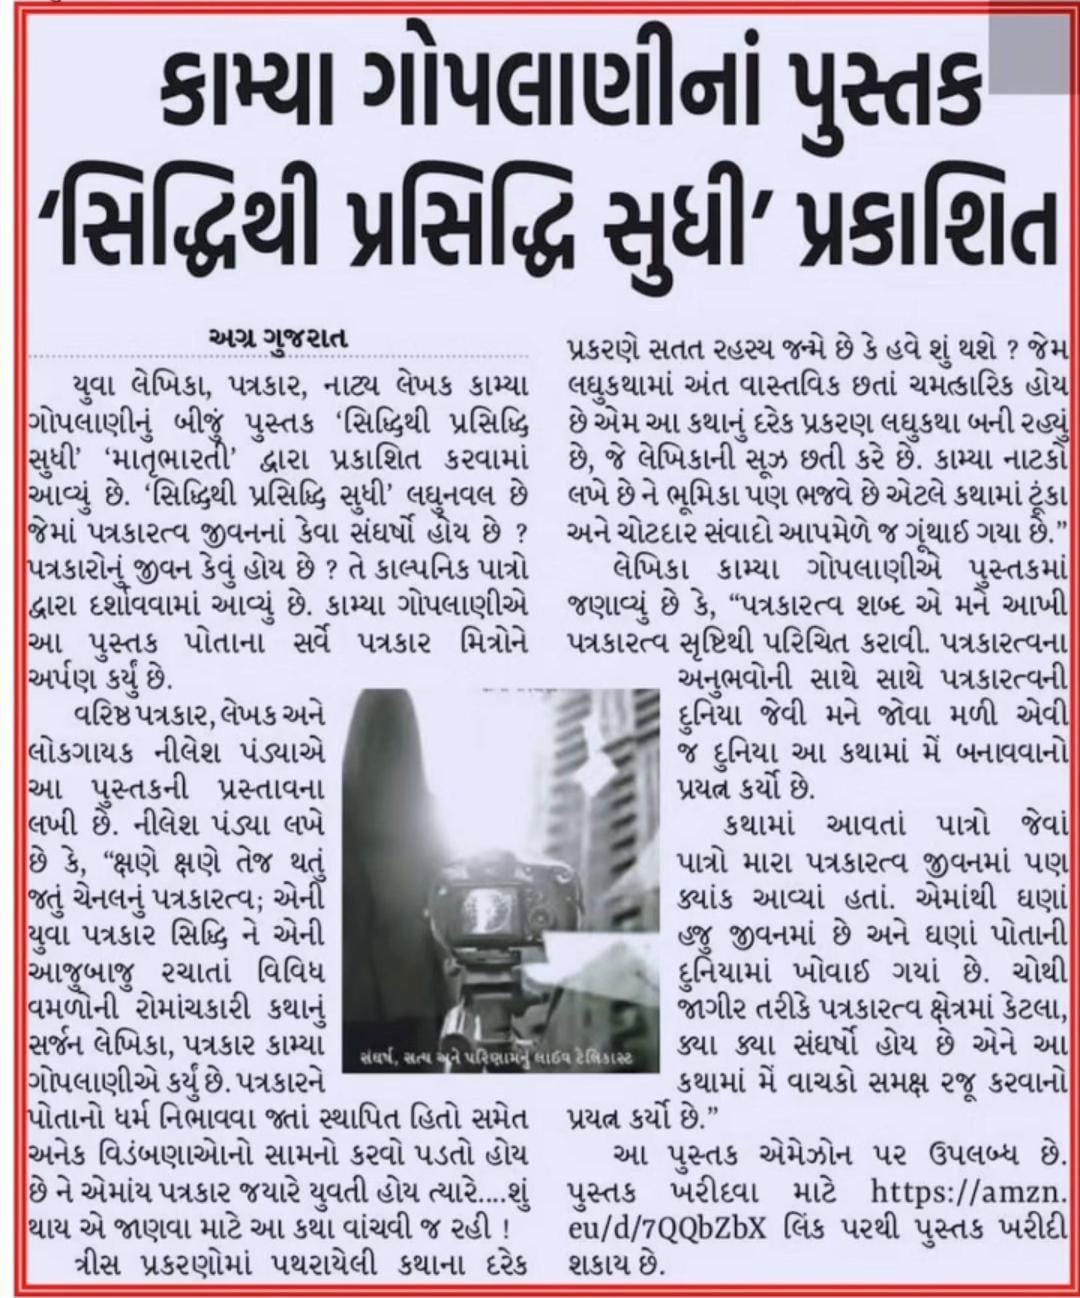 કામ્યા ગોપલાણીનાં પુસ્તક
‘સિદ્ધિથી પ્રસિદ્ધિ સુધી’ પ્રકાશિત
અગ્ર ગુજરાત
યુવા લેખિકા, પત્રકાર, નાટ્ય લેખક કામ્યા
ગોપલાણીનું બીજું પુસ્તક ‘સિદ્ધિથી પ્રસિદ્ધિ
સુધી’ ‘માતૃભારતી’ દ્વારા પ્રકાશિત કરવામાં
આવ્યું છે. ‘સિદ્ધિથી પ્રસિદ્ધિ સુધી’ લઘુનવલ છે
જેમાં પત્રકારત્વ જીવનનાં કેવા સંઘર્ષો હોય છે ?
પત્રકારોનું જીવન કેવું હોય છે ? તે કાલ્પનિક પાત્રો
દ્વારા દર્શાવવામાં આવ્યું છે. કામ્યા ગોપલાણીએ
આ પુસ્તક પોતાના સર્વે પત્રકાર મિત્રોને
અર્પણ કર્યું છે.
વરિષ્ઠ પત્રકાર, લેખક અને
લોકગાયક નીલેશ પંડ્યાએ
આ પુસ્તકની પ્રસ્તાવના
લખી છે. નીલેશ પંડ્યા લખે
છે કે, “ક્ષણે ક્ષણે તેજ થતું
જતું ચેનલનું પત્રકારત્વ; એની
યુવા પત્રકાર સિદ્ધિ ને એની
આજુબાજુ રચાતાં વિવિધ
વમળોની રોમાંચકારી કથાનું
સર્જન લેખિકા, પત્રકાર કામ્યા
ગોપલાણીએ કર્યું છે. પત્રકારને
પોતાનો ધર્મ નિભાવવા જતાં સ્થાપિત હિતો સમેત
અનેક વિડંબણાઓનો સામનો કરવો પડતો હોય
છે ને એમાંય પત્રકાર જયારે યુવતી હોય ત્યારે....શું
થાય એ જાણવા માટે આ કથા વાંચવી જ રહી !
ત્રીસ પ્રકરણોમાં પથરાયેલી કથાના દરેક
સંઘર્ષ, સત્ય અને પરિણામનું લાઈવ ટેલિકાસ્ટ
પ્રકરણે સતત રહસ્ય જન્મે છે કે હવે શું થશે ? જેમ
લઘુકથામાં અંત વાસ્તવિક છતાં ચમત્કારિક હોય
છે એમ આ કથાનું દરેક પ્રકરણ લઘુકથા બની રહ્યું
છે, જે લેખિકાની સૂઝ છતી કરે છે. કામ્યા નાટકો
લખે છે ને ભૂમિકા પણ ભજવે છે એટલે કથામાં ટૂંકા
અને ચોટદાર સંવાદો આપમેળે જ ગૂંથાઈ ગયા છે.”
લેખિકા કામ્યા ગોપલાણીએ પુસ્તકમાં
જણાવ્યું છે કે, “પત્રકારત્વ શબ્દ એ મને આખી
પત્રકારત્વ સૃષ્ટિથી પરિચિત કરાવી. પત્રકારત્વના
અનુભવોની સાથે સાથે પત્રકારત્વની
દુનિયા જેવી મને જોવા મળી એવી
જ દુનિયા આ કથામાં મેં બનાવવાનો
પ્રયત્ન કર્યો છે.
કથામાં આવતાં પાત્રો જેવાં
પાત્રો મારા પત્રકારત્વ જીવનમાં પણ
ક્યાંક આવ્યાં હતાં. એમાંથી ઘણાં
હજુ જીવનમાં છે અને ઘણાં પોતાની
દુનિયામાં ખોવાઈ ગયાં છે. ચોથી
જાગીર તરીકે પત્રકારત્વ ક્ષેત્રમાં કેટલા,
ક્યા ક્યા સંઘર્ષો હોય છે એને આ
કથામાં મેં વાચકો સમક્ષ રજૂ કરવાનો
પ્રયત્ન કર્યો છે.”
આ પુસ્તક એમેઝોન પર ઉપલબ્ધ છે.
પુસ્તક ખરીદવા માટે https://amzn.
eu/d/7QQbZbX લિંક પરથી પુસ્તક ખરીદી
શકાય છે.